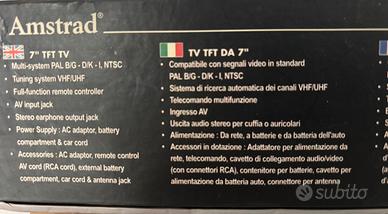 Amstrad®
7" TFT TV
• Multi-system PAL B/G - D/K - I, NTSC
• Tuning system VHF/UHF
• Full-function remote controller
• AV input jack
• Stereo earphone output jack
• Power Supply : AC adaptor, battery
compartment & car cord
• Accessories : AC adaptor, remote control
AV cord (RCA cord), external battery
compartment, car cord & antenna jack
TV TFT DA 7"
• Compatibile con segnali video in standard
PAL B/G - D/K - I, NTSC
• Sistema di ricerca automatica dei canali VHF/UHF
• Telecomando multifunzione
• Ingresso AV
• Uscita audio stereo per cuffia o auricolari
• Alimentazione : Da rete, a batterie e da batteria dell'auto
• Accessori in dotazione : Adattatore per alimentazione da
rete, telecomando, cavetto di collegamento audio/video
(con connettori RCA), contenitore per batterie, cavetto per
alimentazione da batteria auto, connettore per antenna
subito